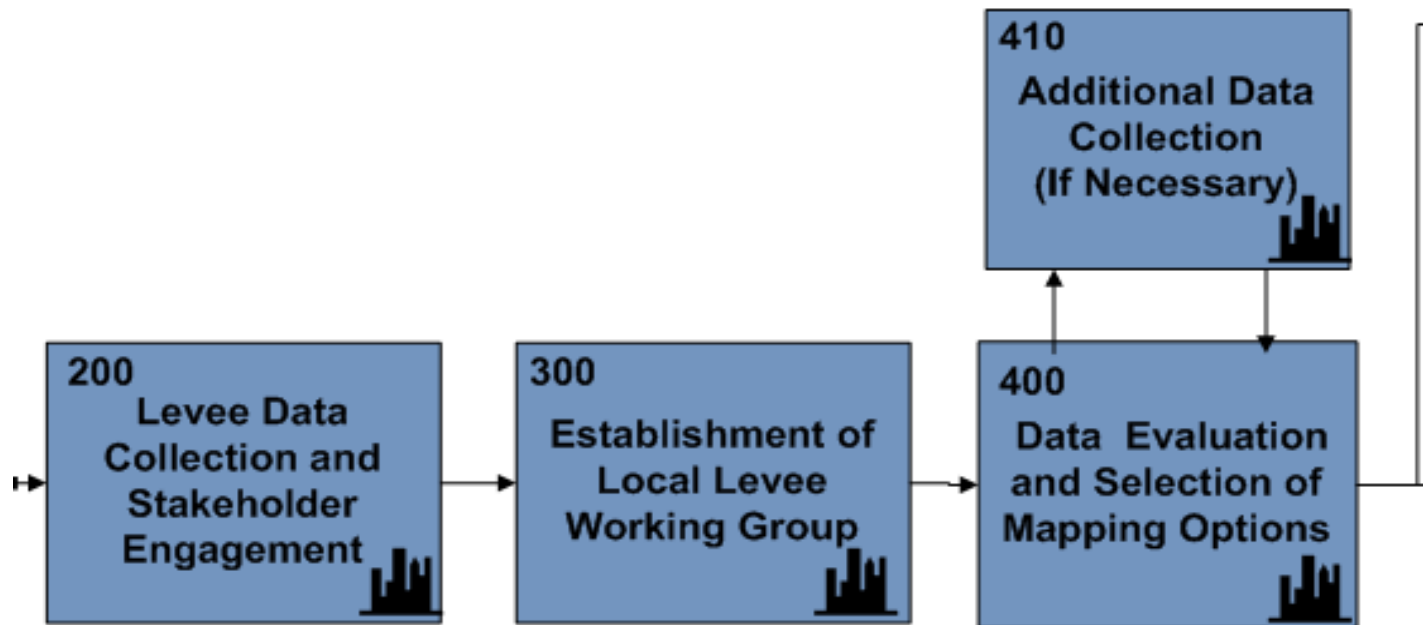 410
Additional Data
Collection
(If Necessary)
200
Levee Data
Collection and
Stakeholder
Engagement
300
Establishment of
Local Levee
Working Group
400
Data Evaluation
and Selection of
Mapping Options